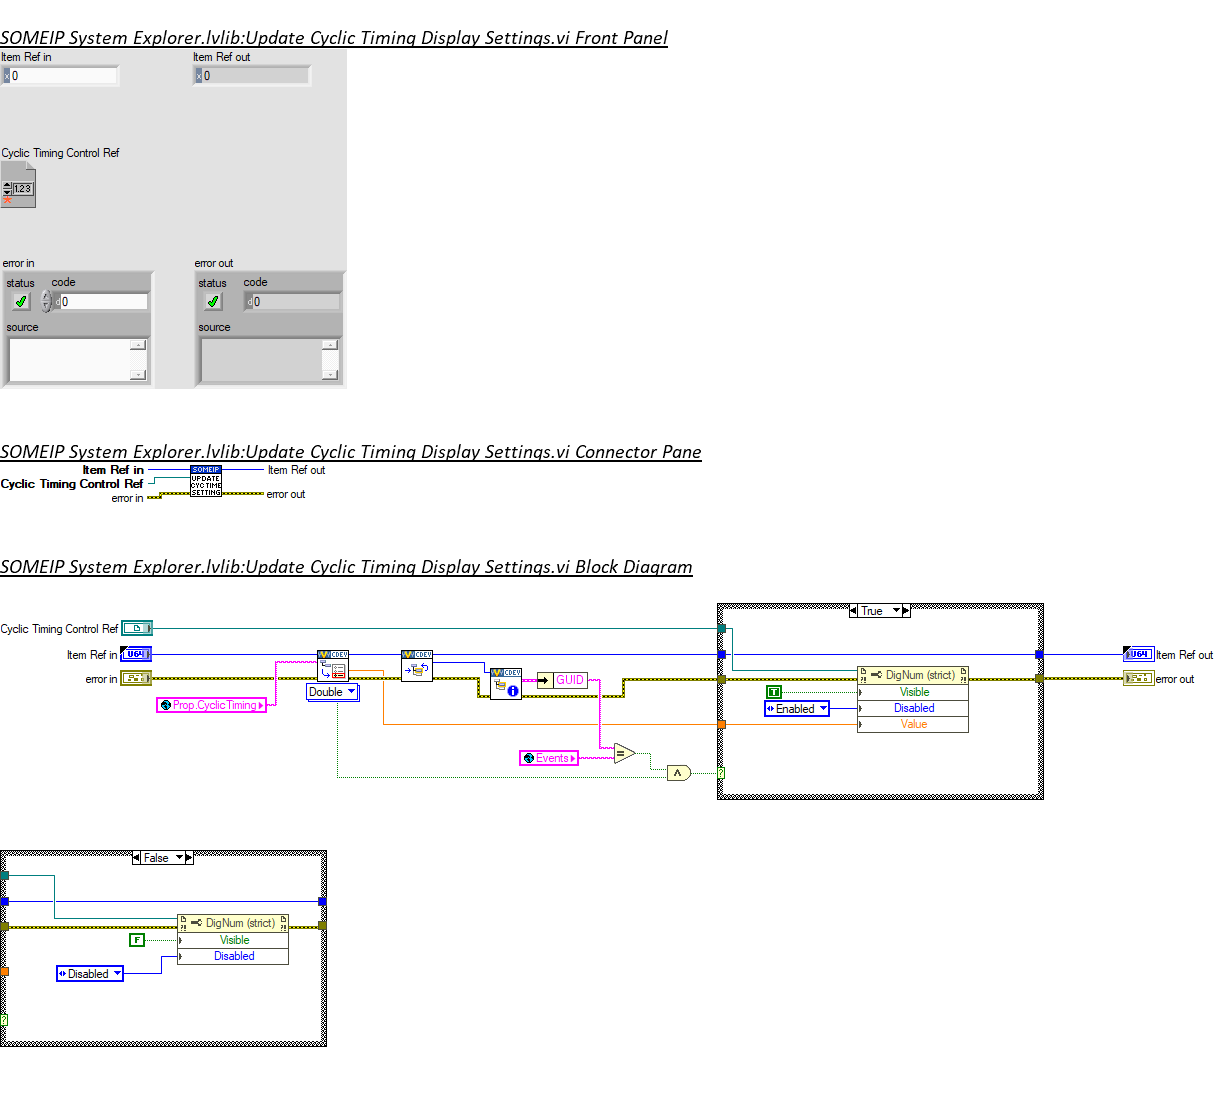 SOMEIP System Explorer.lvlib:Update Cyclic Timing Display Settings.vi Front Panel
Item Ref in
Item Ref out
x 0
x 0
Cyclic Timing Control Ref
1.23
error in
error out
status code
status code
d 0
d 0
source
source
SOMEIP System Explorer.lvlib:Update Cyclic Timing Display Settings.vi Connector Pane
Item Ref in
SOMEIP
Item Ref out
Cyclic Timing Control Ref
UPDATE
CYC TIME
error in
SETTING
error out
SOMEIP System Explorer.lvlib:Update Cyclic Timing Display Settings.vi Block Diagram
True
Cyclic Timing Control Ref
Item Ref in
U64
CDEV
CDEV
U64
Item Ref out
error in
CDEV
GUID
DigNum (strict)
error out
Double
T
Visible
Prop.CyclicTiming
Enabled
Disabled
Value
Events
=
∧
?
False
DigNum (strict)
F
Visible
Disabled
Disabled
?